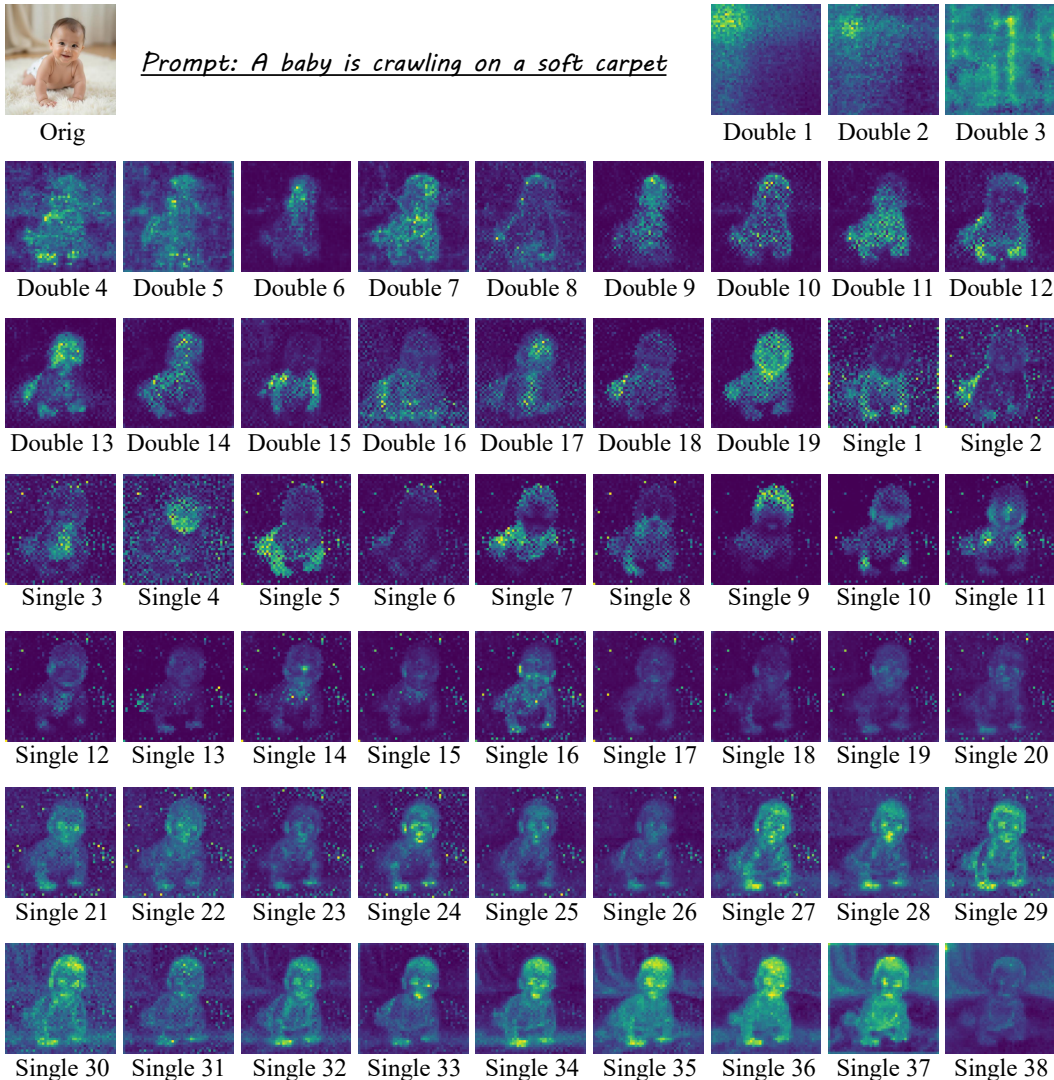 Prompt: A baby is crawling on a soft carpet
Orig Double 1 Double 2 Double 3
Double 4 Double 5 Double 6 Double 7 Double 8 Double 9 Double 10 Double 11 Double 12
Double 13 Double 14 Double 15 Double 16 Double 17 Double 18 Double 19 Single 1 Single 2
Single 3 Single 4 Single 5 Single 6 Single 7 Single 8 Single 9 Single 10 Single 11
Single 12 Single 13 Single 14 Single 15 Single 16 Single 17 Single 18 Single 19 Single 20
Single 21 Single 22 Single 23 Single 24 Single 25 Single 26 Single 27 Single 28 Single 29
Single 30 Single 31 Single 32 Single 33 Single 34 Single 35 Single 36 Single 37 Single 38